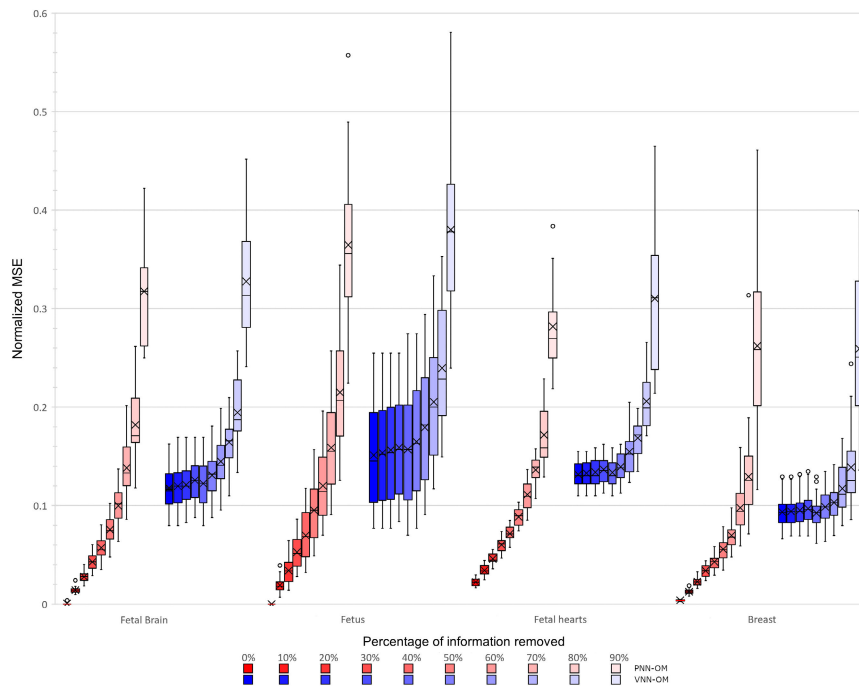 0.6
0.5
0.4
0.3
0.2
0.1
0
Normalized MSE
Fetal Brain Fetus Fetal hearts Breast
Percentage of information removed
0% 10% 20% 30% 40% 50% 60% 70% 80% 90%
PNN-OM
VNN-OM